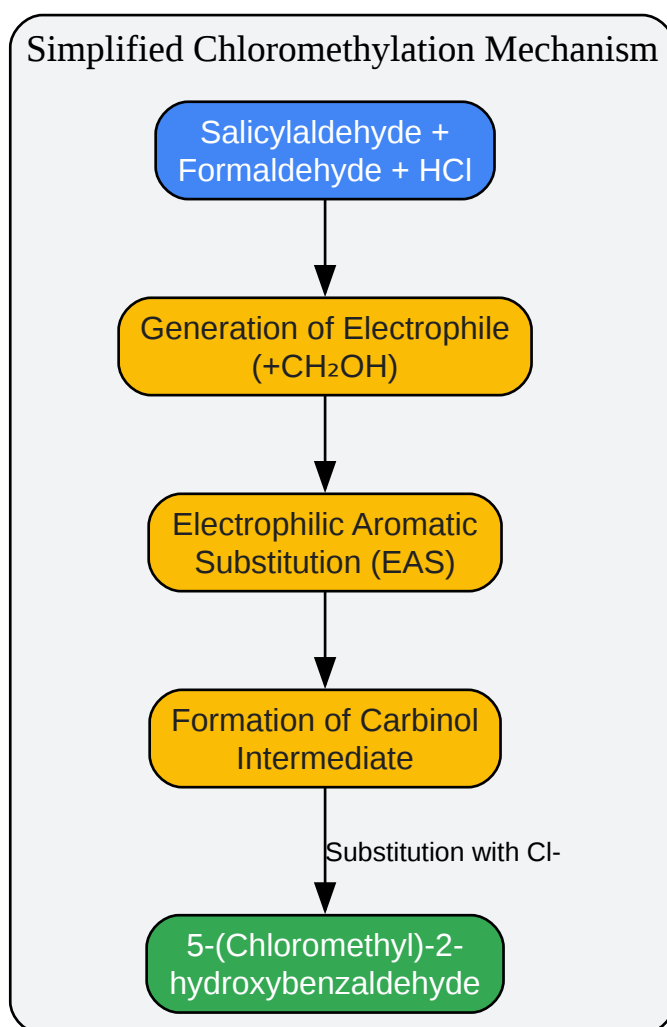 Simplified Chloromethylation Mechanism
Salicylaldehyde +
Formaldehyde + HCl
Generation of Electrophile
(+CH₂OH)
Electrophilic Aromatic
Substitution (EAS)
Formation of Carbinol
Intermediate
Substitution with Cl-
5-(Chloromethyl)-2-
hydroxybenzaldehyde